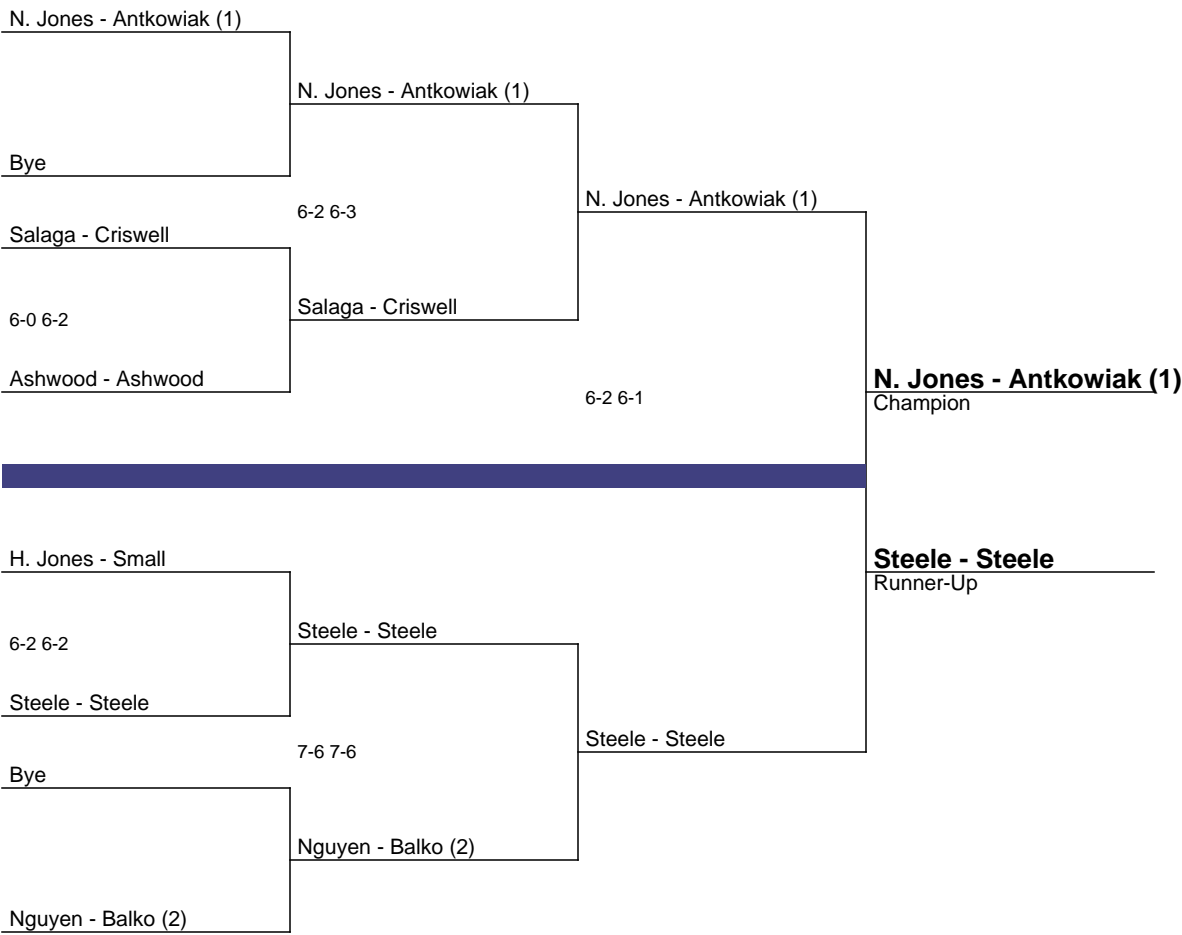 N. Jones - Antkowiak (1)
N. Jones - Antkowiak (1)
Bye
N. Jones - Antkowiak (1)
6-2 6-3
Salaga - Criswell
Salaga - Criswell
6-0 6-2
Ashwood - Ashwood
N. Jones - Antkowiak (1)
6-2 6-1
Champion
H. Jones - Small
Steele - Steele
Runner-Up
Steele - Steele
6-2 6-2
Steele - Steele
Steele - Steele
7-6 7-6
Bye
Nguyen - Balko (2)
Nguyen - Balko (2)